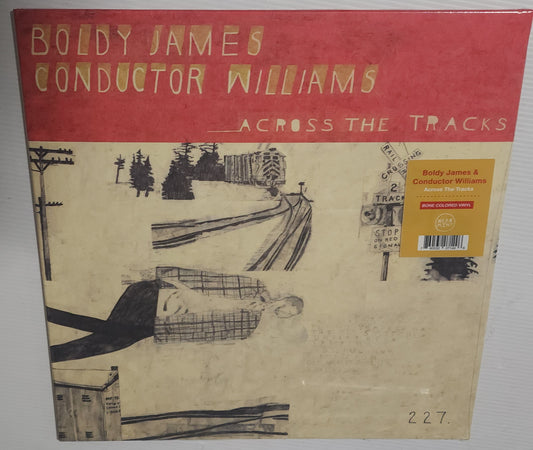 BOLDY JAMES
CONDUCTOR WILLIAMS
ACROSS THE TRACKS
RAIL
CROSSING
2
TRACKS
STOP
ON RED
SIGNAL
Boldy James &
Conductor Williams
Across The Tracks
BONE COLORED VINYL
227.